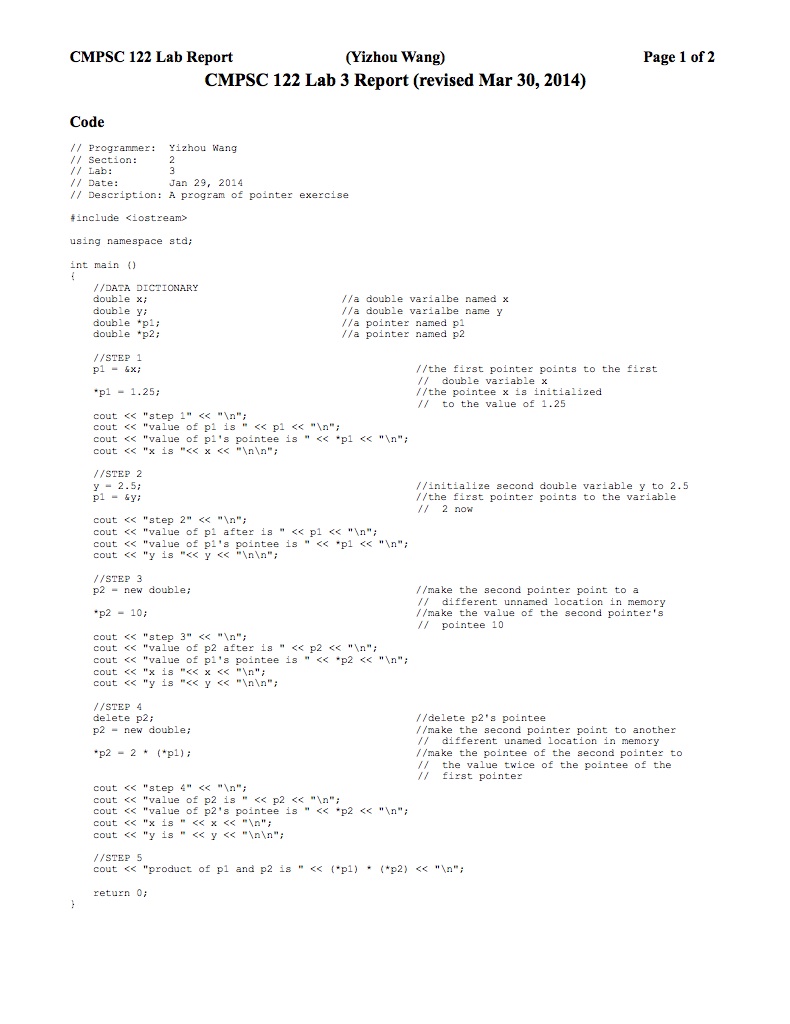 CMPSC 122 Lab Report (Yizhou Wang) Page 1 of 2
CMPSC 122 Lab 3 Report (revised Mar 30, 2014)
Code
// Programmer: Yizhou Wang
// Section: 2
// Lab: 3
// Date: Jan 29, 2014
// Description: A program of pointer exercise
#include <iostream>
using namespace std;
int main ()
{
//DATA DICTIONARY
double x; //a double varialbe named x
double y; //a double varialbe name y
double *p1; //a pointer named p1
double *p2; //a pointer named p2
//STEP 1
p1 = &x; //the first pointer points to the first
// double variable x
*p1 = 1.25; //the pointee x is initialized
// to the value of 1.25
cout << "step 1" << "\n";
cout << "value of p1 is " << p1 << "\n";
cout << "value of p1's pointee is " << *p1 << "\n";
cout << "x is "<< x << "\n\n";
//STEP 2
y = 2.5; //initialize second double variable y to 2.5
p1 = &y; //the first pointer points to the variable
// 2 now
cout << "step 2" << "\n";
cout << "value of p1 after is " << p1 << "\n";
cout << "value of p1's pointee is " << *p1 << "\n";
cout << "y is "<< y << "\n\n";
//STEP 3
p2 = new double; //make the second pointer point to a
// different unnamed location in memory
*p2 = 10; //make the value of the second pointer's
// pointee 10
cout << "step 3" << "\n";
cout << "value of p2 after is " << p2 << "\n";
cout << "value of p1's pointee is " << *p2 << "\n";
cout << "x is "<< x << "\n";
cout << "y is "<< y << "\n\n";
//STEP 4
delete p2; //delete p2's pointee
p2 = new double; //make the second pointer point to another
// different unamed location in memory
*p2 = 2 * (*p1); //make the pointee of the second pointer to
// the value twice of the pointee of the
// first pointer
cout << "step 4" << "\n";
cout << "value of p2 is " << p2 << "\n";
cout << "value of p2's pointee is " << *p2 << "\n";
cout << "x is " << x << "\n";
cout << "y is " << y << "\n\n";
//STEP 5
cout << "product of p1 and p2 is " << (*p1) * (*p2) << "\n";
return 0;
}